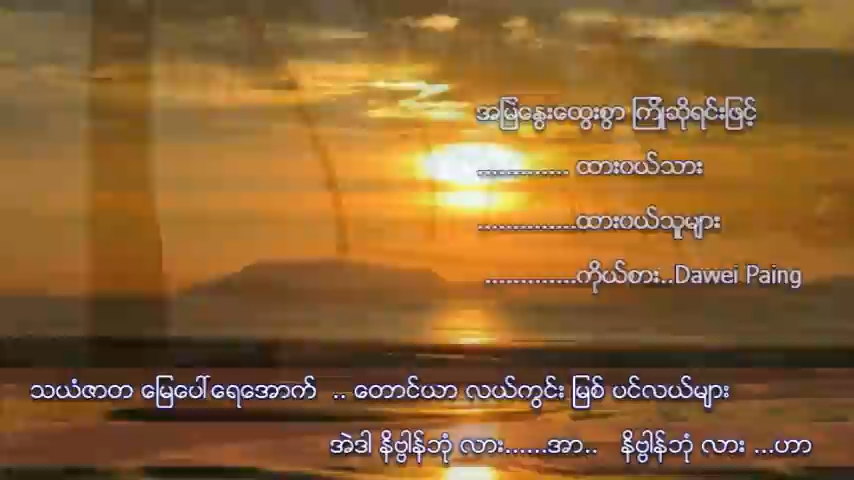 အမြဲနွေးထွေးစွာ ကြိုဆိုရင်းဖြင့်
............. ထားဝယ်သား
..............ထားဝယ်သူများ
.............ကိုယ်စား..Dawei Paing
သယံဇာတ မြေပေါ်ရေအောက် .. တောင်ယာ လယ်ကွင်း မြစ် ပင်လယ်များ
အဲဒါ နိဗ္ဗါန်ဘုံ လား......အာ.. နိဗ္ဗါန်ဘုံ လား ...ဟာ